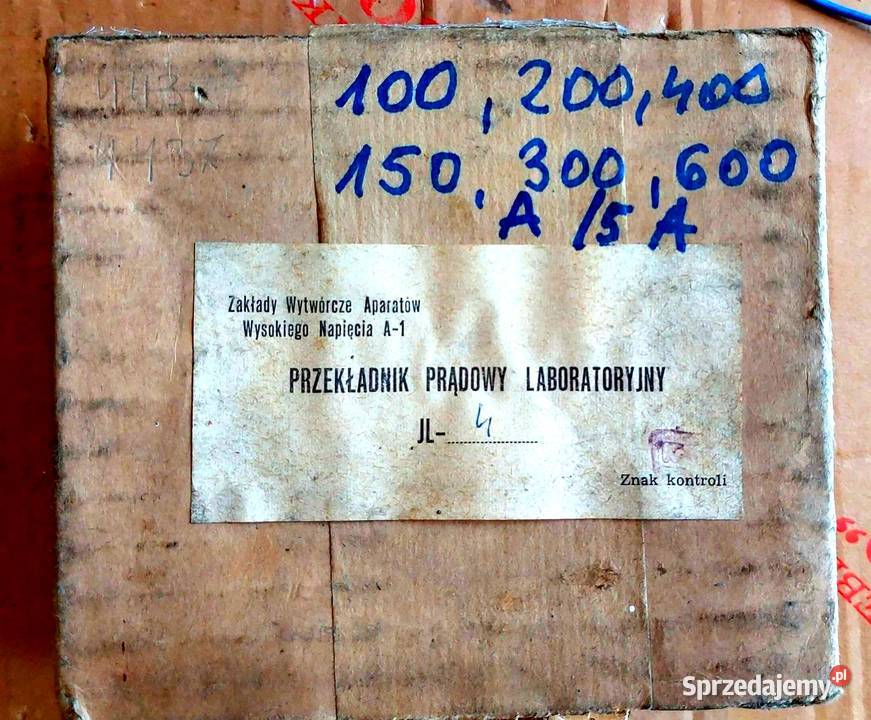 100, 200, 400
150, 300, 600
A /5 A
4437
Zakłady Wytwórcze Aparatów
Wysokiego Napięcia A-1
PRZEKŁADNIK PRĄDOWY LABORATORYJNY
JL-4
Znak kontroli
Sprzedajemy.pl